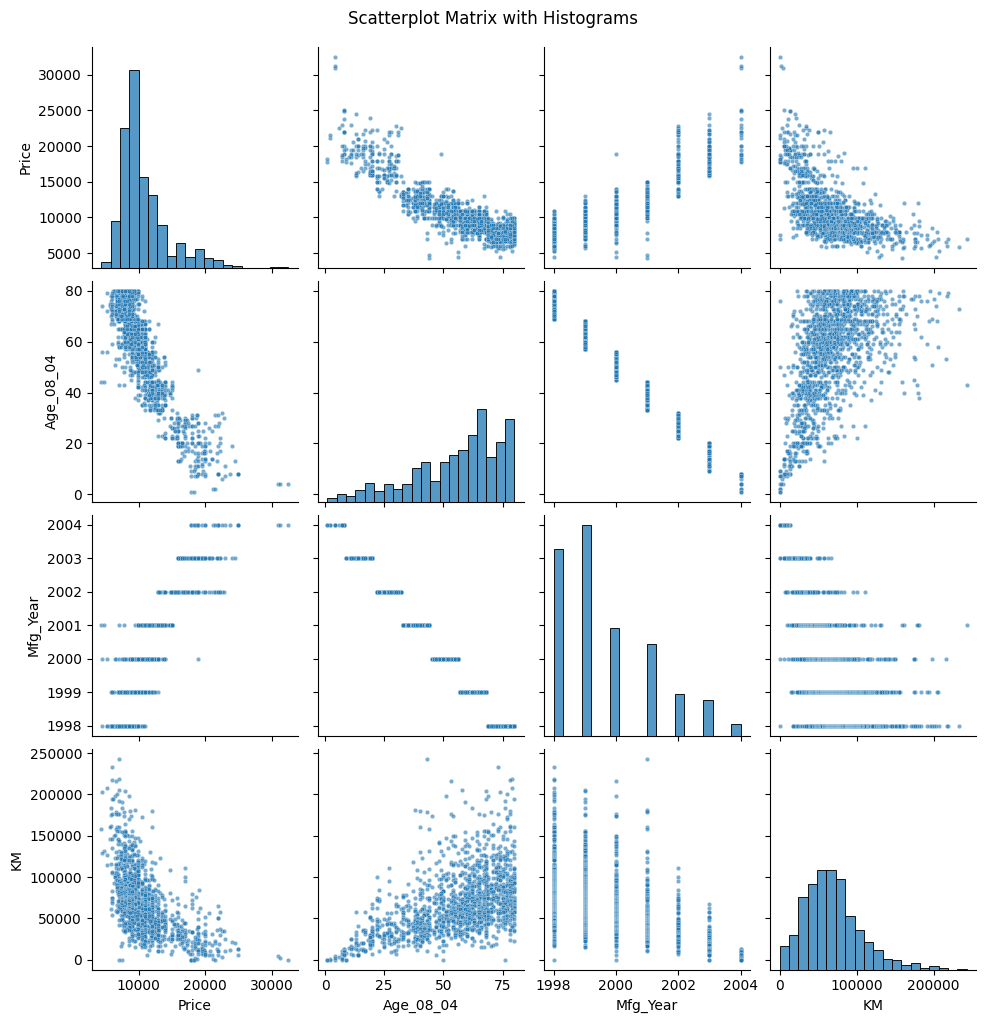 Scatterplot Matrix with Histograms
30000
25000
20000
15000
10000
5000
Price
80
60
40
20
0
Age_08_04
2004
2003
2002
2001
2000
1999
1998
Mfg_Year
250000
200000
150000
100000
50000
0
KM
10000 20000 30000
0 25 50 75
1998 2000 2002 2004
0 100000 200000
Price Age_08_04 Mfg_Year KM